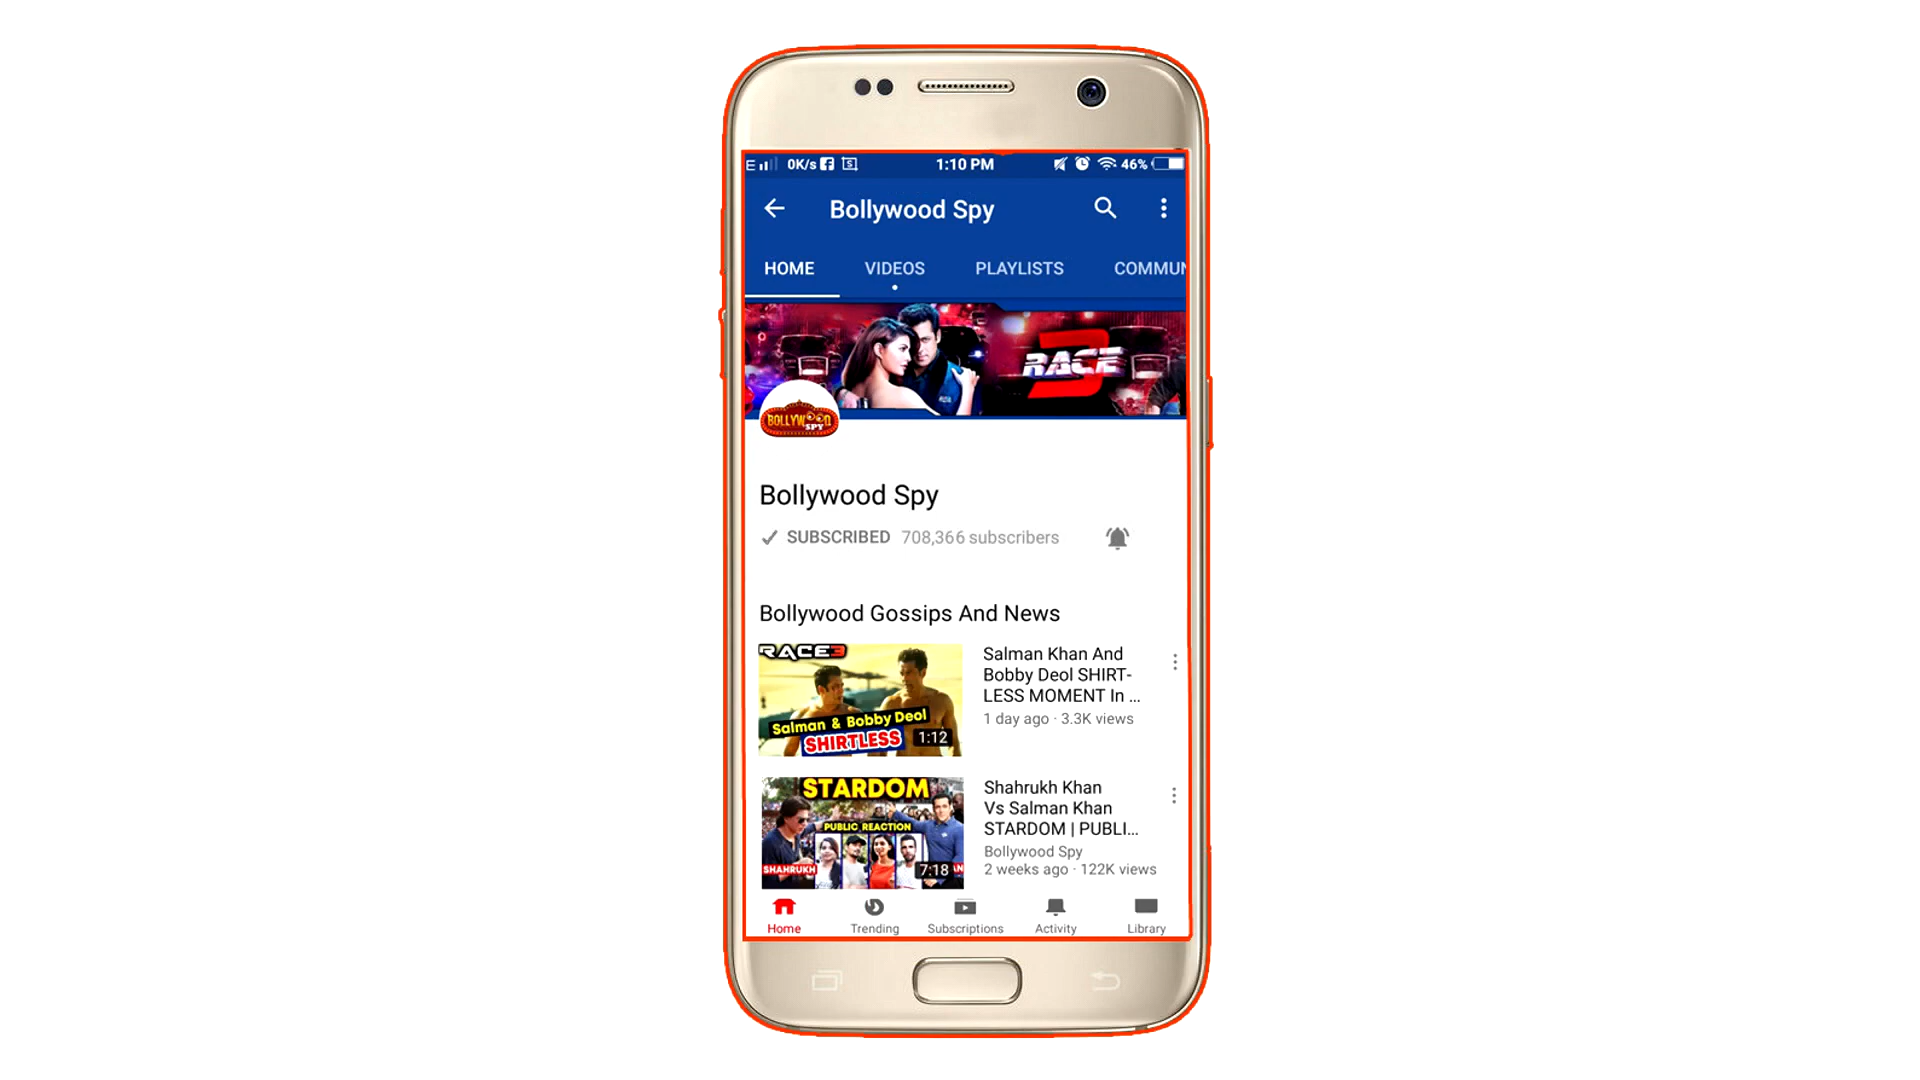 E 0K/s 1:10 PM 46%
Bollywood Spy
HOME VIDEOS PLAYLISTS COMMUN
RACE 3
BOLLYWOOD
SPY
Bollywood Spy
SUBSCRIBED 708,366 subscribers
Bollywood Gossips And News
RACE3
Salman & Bobby Deol
SHIRTLESS
1:12
Salman Khan And
Bobby Deol SHIRT-
LESS MOMENT In ...
1 day ago · 3.3K views
STARDOM
PUBLIC REACTION
SHAHRUKH
7:18
Shahrukh Khan
Vs Salman Khan
STARDOM | PUBLI...
Bollywood Spy
2 weeks ago · 122K views
Home Trending Subscriptions Activity Library